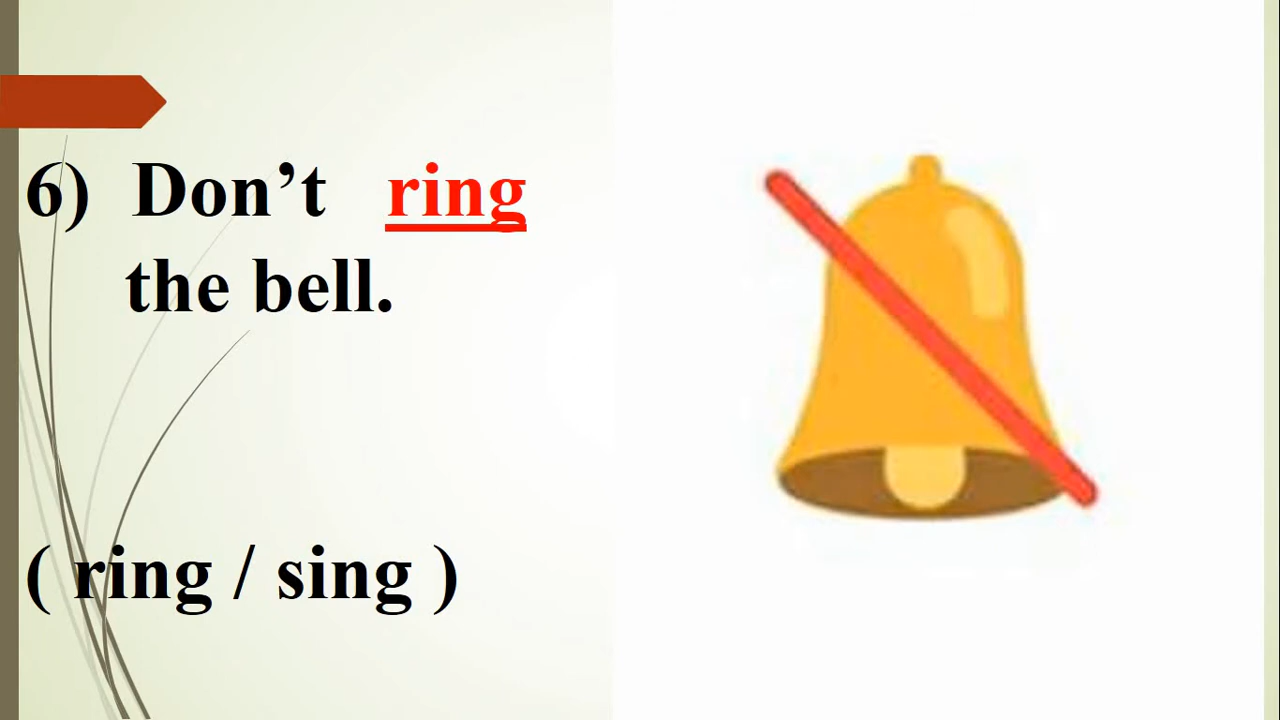 6) Don’t ring
the bell.
( ring / sing )